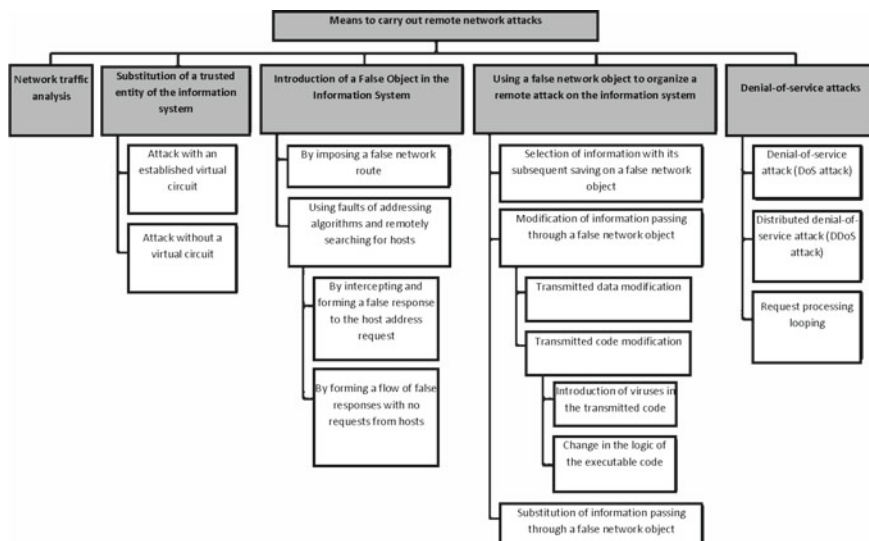 Means to carry out remote network attacks
Network traffic
analysis
Substitution of a trusted
entity of the information
system
Attack with an
established virtual
circuit
Attack without a
virtual circuit
Introduction of a False Object in the
Information System
By imposing a false network
route
Using faults of addressing
algorithms and remotely
searching for hosts
By intercepting and
forming a false response
to the host address
request
By forming a flow of false
responses with no
requests from hosts
Using a false network object to organize
a remote attack on the information
system
Selection of information with its
subsequent saving on a false network
object
Modification of information passing
through a false network object
Transmitted data modification
Transmitted code modification
Introduction of viruses in
the transmitted code
Change in the logic of
the executable code
Substitution of information passing
through a false network object
Denial-of-service attacks
Denial-of-service
attack (DoS attack)
Distributed denial-of-
service attack (DDoS
attack)
Request processing
looping